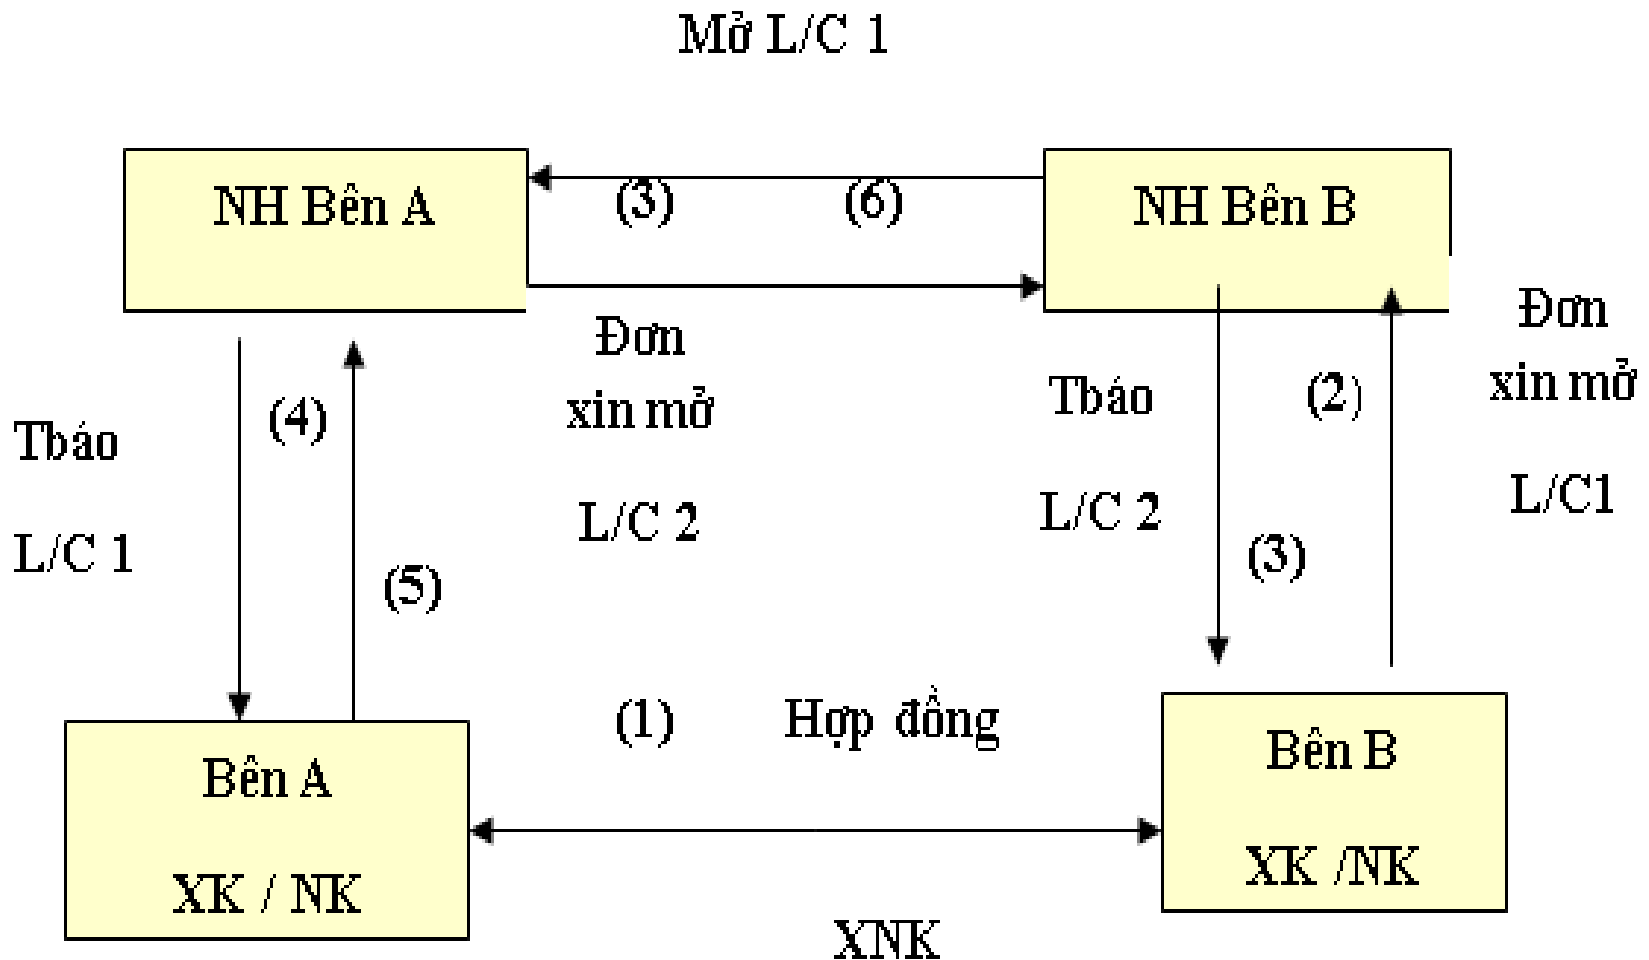 Mở L/C 1
NH Bên A
(3)
(6)
NH Bên B
Đơn
xin mở
L/C 2
Đơn
xin mở
L/C1
Tbáo
L/C 1
(4)
(5)
Tbáo
L/C 2
(2)
(3)
(1) Hợp đồng
Bên A
XK / NK
Bên B
XK /NK
XNK